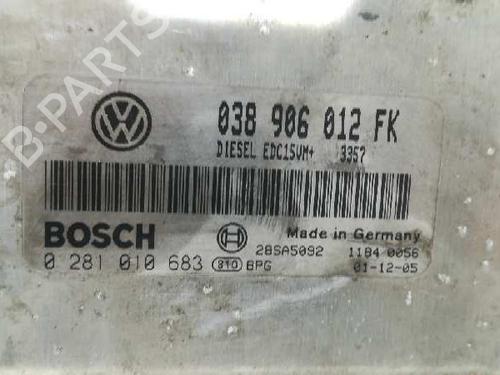 B-PARTS
038 906 012 FK
DIESEL EDC15VM+ 3357
BOSCH
Made in Germany
28SA5092 1184 0056
0 281 010 683 310 BPG 01-12-05